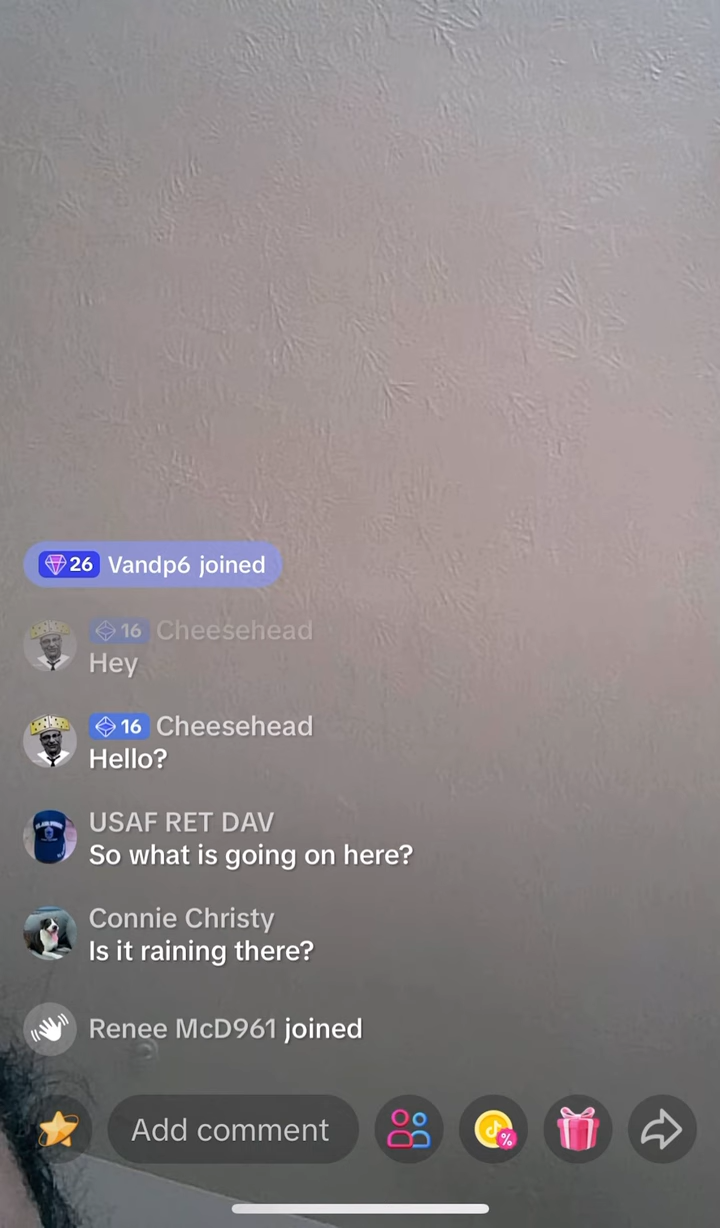 26 Vandp6 joined
16 Cheesehead
Hey
16 Cheesehead
Hello?
USAF RET DAV
So what is going on here?
Connie Christy
Is it raining there?
Renee McD961 joined
Add comment
%